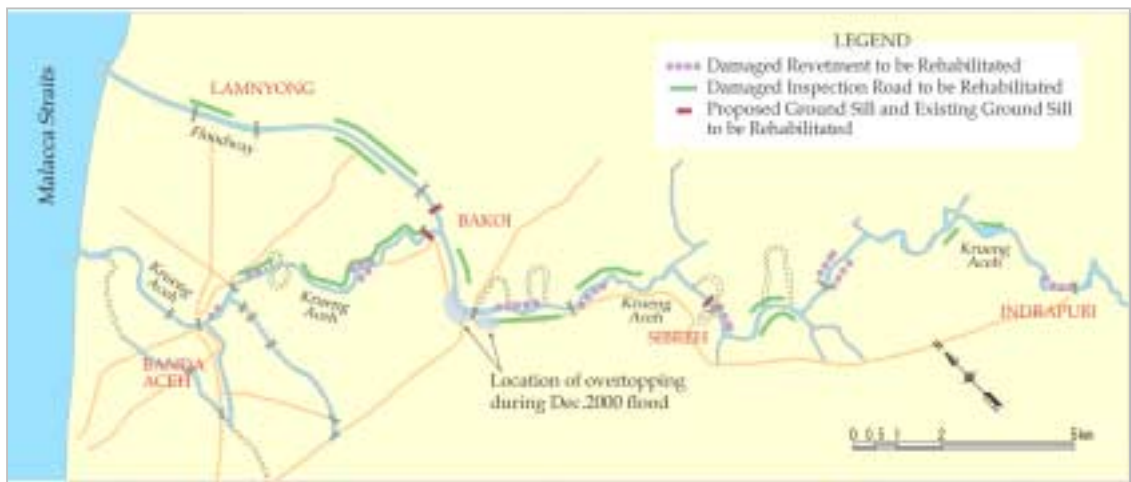 LEGEND
Damaged Revetment to be Rehabilitated
Damaged Inspection Road to be Rehabilitated
Proposed Ground Sill and Existing Ground Sill
to be Rehabilitated
Malacca Straits
LAMNYONG
Floodway
BAKOI
Krueng
Aceh
Krueng
Aceh
Krueng
Aceh
Krueng
Aceh
SIBREH
INDRAPURI
BANDA
ACEH
Location of overtopping
during Dec.2000 flood
0 0.5 1 2 5km